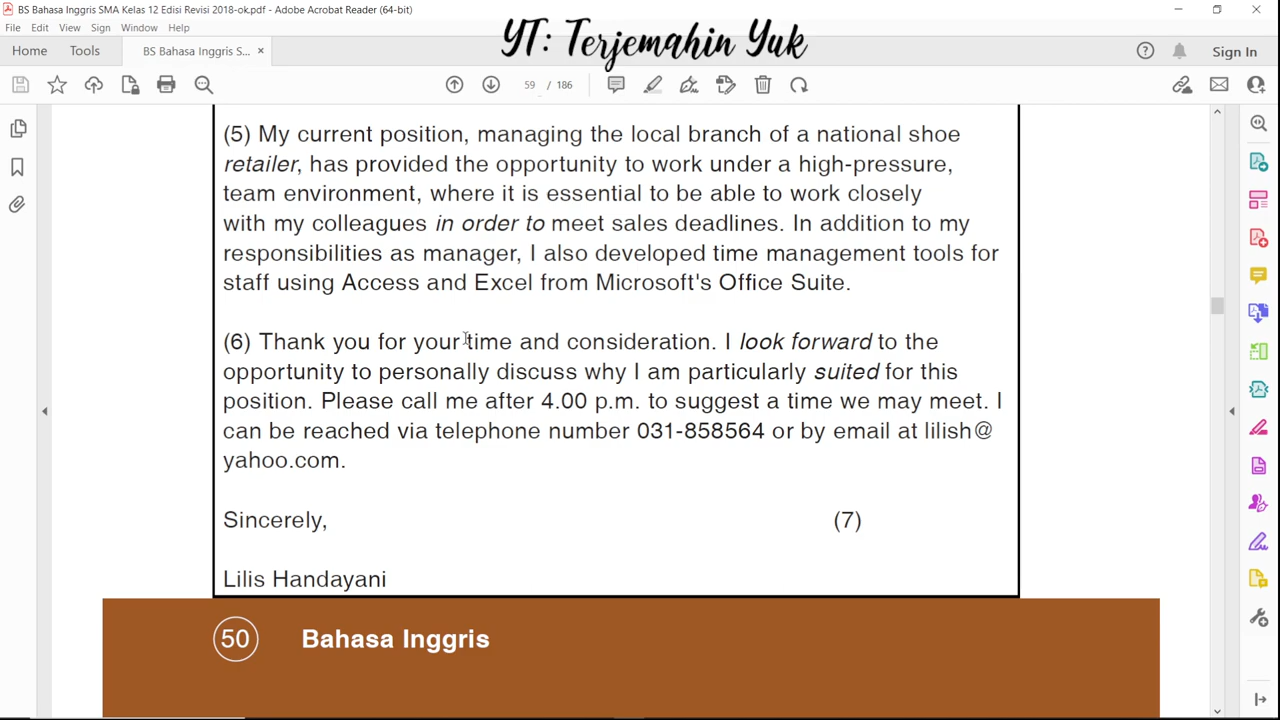 BS Bahasa Inggris SMA Kelas 12 Edisi Revisi 2018-ok.pdf - Adobe Acrobat Reader (64-bit)
File Edit View Sign Window Help
YT: Terjemahin Yuk
Home Tools BS Bahasa Inggris S... × Sign In
59 / 186
(5) My current position, managing the local branch of a national shoe
retailer, has provided the opportunity to work under a high-pressure,
team environment, where it is essential to be able to work closely
with my colleagues in order to meet sales deadlines. In addition to my
responsibilities as manager, I also developed time management tools for
staff using Access and Excel from Microsoft's Office Suite.
(6) Thank you for your time and consideration. I look forward to the
opportunity to personally discuss why I am particularly suited for this
position. Please call me after 4.00 p.m. to suggest a time we may meet. I
can be reached via telephone number 031-858564 or by email at lilish@
yahoo.com.
Sincerely, (7)
Lilis Handayani
50 Bahasa Inggris